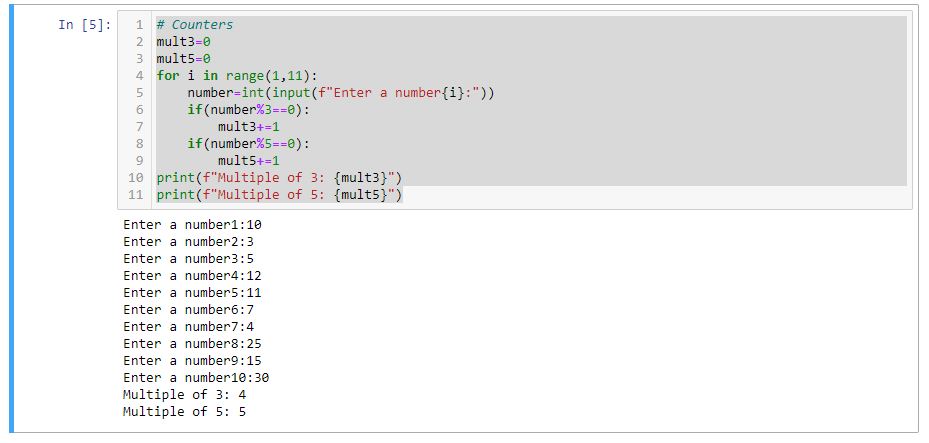 In [5]:
1 # Counters
2 mult3=0
3 mult5=0
4 for i in range(1,11):
5     number=int(input(f"Enter a number{i}:"))
6     if(number%3==0):
7         mult3+=1
8     if(number%5==0):
9         mult5+=1
10 print(f"Multiple of 3: {mult3}")
11 print(f"Multiple of 5: {mult5}")
Enter a number1:10
Enter a number2:3
Enter a number3:5
Enter a number4:12
Enter a number5:11
Enter a number6:7
Enter a number7:4
Enter a number8:25
Enter a number9:15
Enter a number10:30
Multiple of 3: 4
Multiple of 5: 5